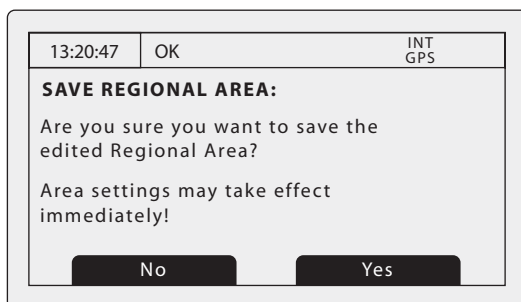 13:20:47 OK INT
GPS
SAVE REGIONAL AREA:
Are you sure you want to save the
edited Regional Area?
Area settings may take effect
immediately!
No Yes